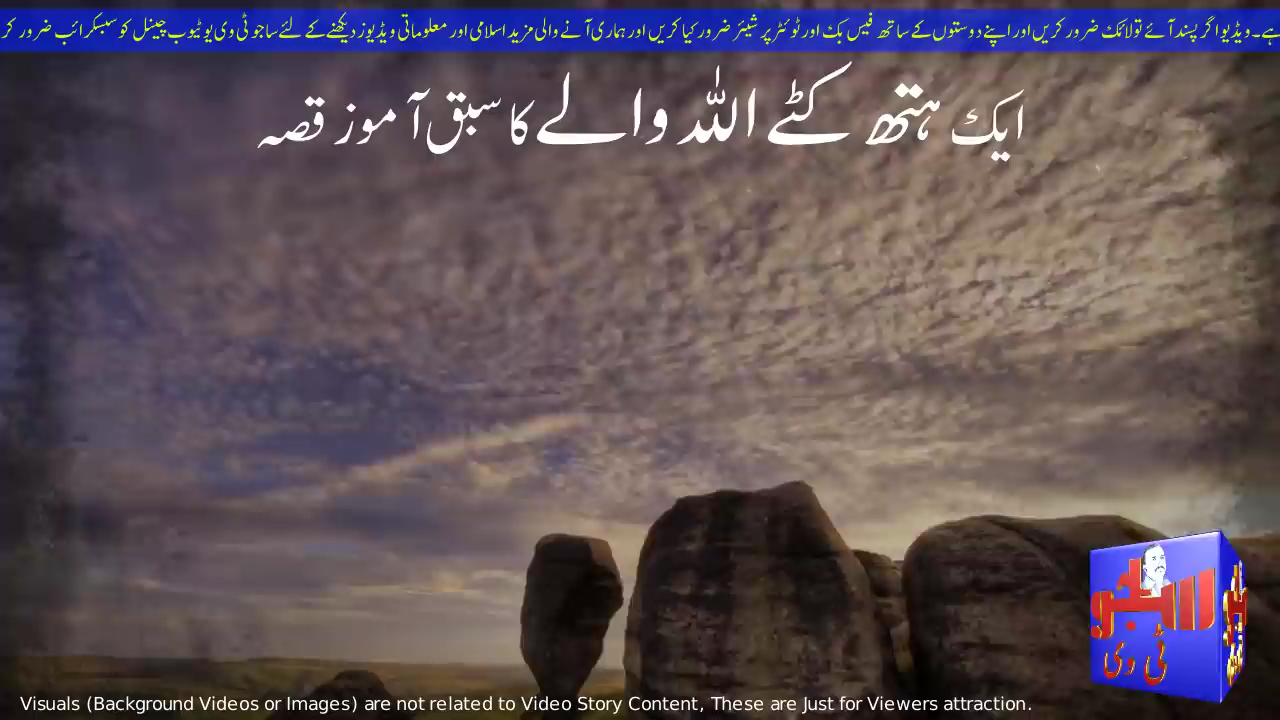 ہے۔ ویڈیو اگر پسند آئے تو لائک ضرور کریں اور اپنے دوستوں کے ساتھ فیس بک اور ٹوئٹر پر شیئر ضرور کیا کریں اور ہماری آنے والی مزید اسلامی اور معلوماتی ویڈیوز دیکھنے کے لئے ساجو ٹی وی یو ٹیوب چینل کو سبسکرائب ضرور کر
ایک ہتھ کٹے اللہ والے کا سبق آموز قصہ
ساجو
ٹی وی
Visuals (Background Videos or Images) are not related to Video Story Content, These are Just for Viewers attraction.